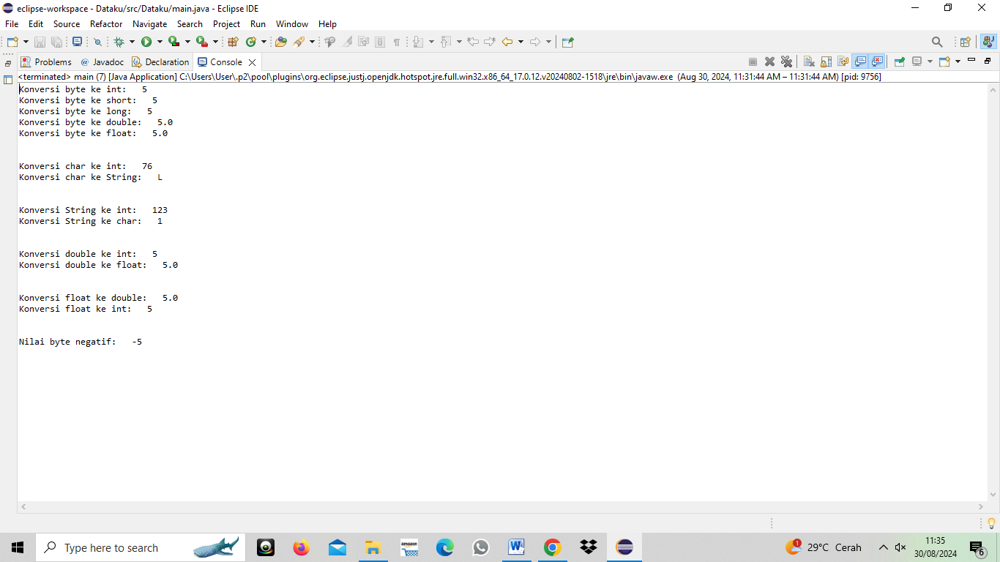 eclipse-workspace - Dataku/src/Dataku/main.java - Eclipse IDE
File Edit Source Refactor Navigate Search Project Run Window Help
Problems @ Javadoc Declaration Console
<terminated> main (7) [Java Application] C:\Users\User\.p2\pool\plugins\org.eclipse.justj.openjdk.hotspot.jre.full.win32.x86_64_17.0.12.v20240802-1518\jre\bin\javaw.exe (Aug 30, 2024, 11:31:44 AM – 11:31:44 AM) [pid: 9756]
Konversi byte ke int:   5
Konversi byte ke short:   5
Konversi byte ke long:   5
Konversi byte ke double:   5.0
Konversi byte ke float:   5.0
Konversi char ke int:   76
Konversi char ke String:   L
Konversi String ke int:   123
Konversi String ke char:   1
Konversi double ke int:   5
Konversi double ke float:   5.0
Konversi float ke double:   5.0
Konversi float ke int:   5
Nilai byte negatif:   -5
Type here to search
amazon
W
1
29°C Cerah
11:35
30/08/2024
6